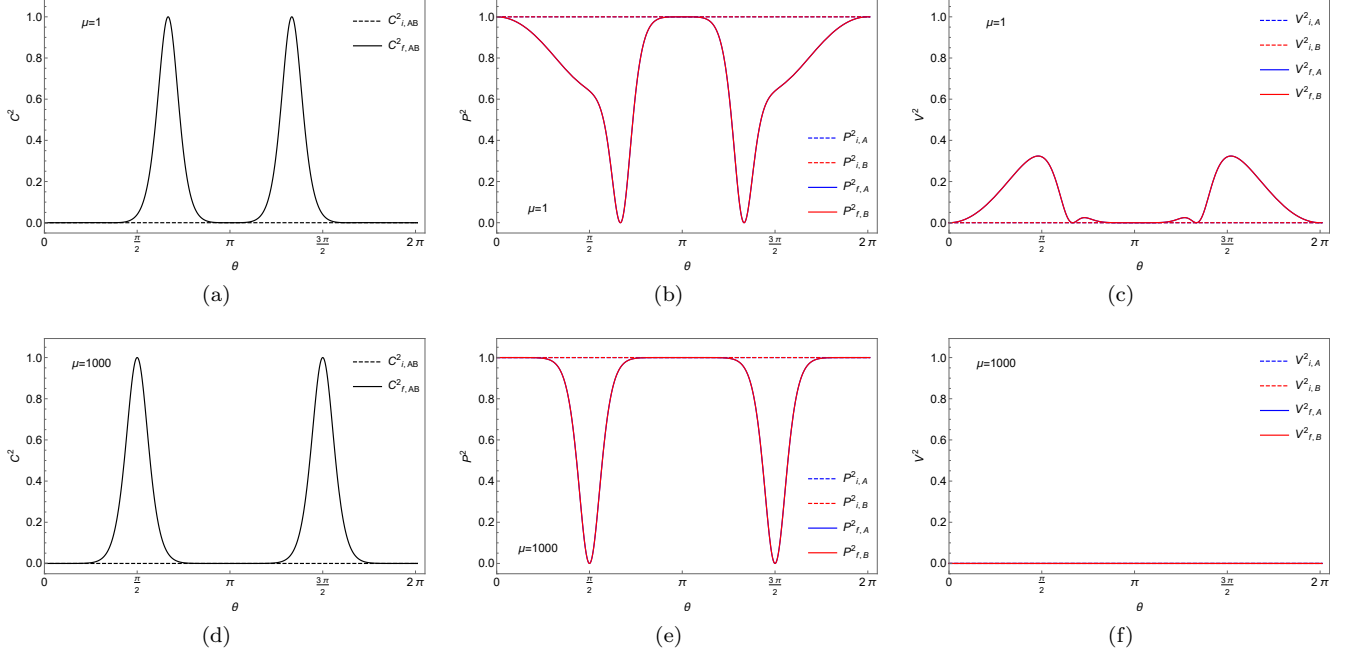 μ=1
C²i,AB
C²f,AB
C²
1.0
0.8
0.6
0.4
0.2
0.0
0
π/2
π
3π/2
2π
θ
(a)
P²
1.0
0.8
0.6
0.4
0.2
0.0
P²i,A
P²i,B
P²f,A
P²f,B
μ=1
0
π/2
π
3π/2
2π
θ
(b)
μ=1
V²i,A
V²i,B
V²f,A
V²f,B
V²
1.0
0.8
0.6
0.4
0.2
0.0
0
π/2
π
3π/2
2π
θ
(c)
μ=1000
C²i,AB
C²f,AB
C²
1.0
0.8
0.6
0.4
0.2
0.0
0
π/2
π
3π/2
2π
θ
(d)
P²
1.0
0.8
0.6
0.4
0.2
0.0
P²i,A
P²i,B
P²f,A
P²f,B
μ=1000
0
π/2
π
3π/2
2π
θ
(e)
μ=1000
V²i,A
V²i,B
V²f,A
V²f,B
V²
1.0
0.8
0.6
0.4
0.2
0.0
0
π/2
π
3π/2
2π
θ
(f)